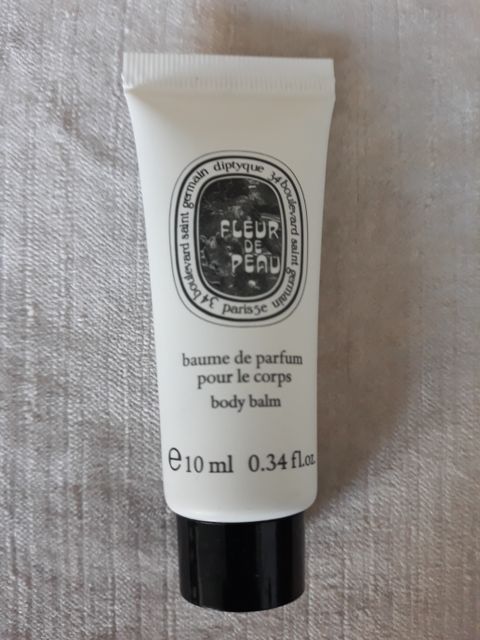 diptyque 34 boulevard saint germain paris5e 34 boulevard saint germain
FLEUR
DE
PEAU
baume de parfum
pour le corps
body balm
e 10 ml 0.34 fl.oz.